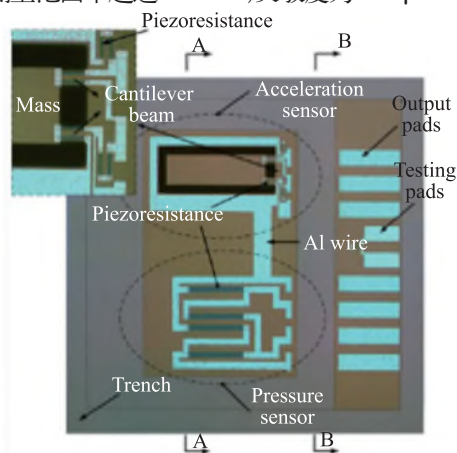 Piezoresistance
A
B
Mass
Cantilever
beam
Acceleration
sensor
Output
pads
Testing
pads
Piezoresistance
Al wire
Trench
Pressure
sensor
A
B